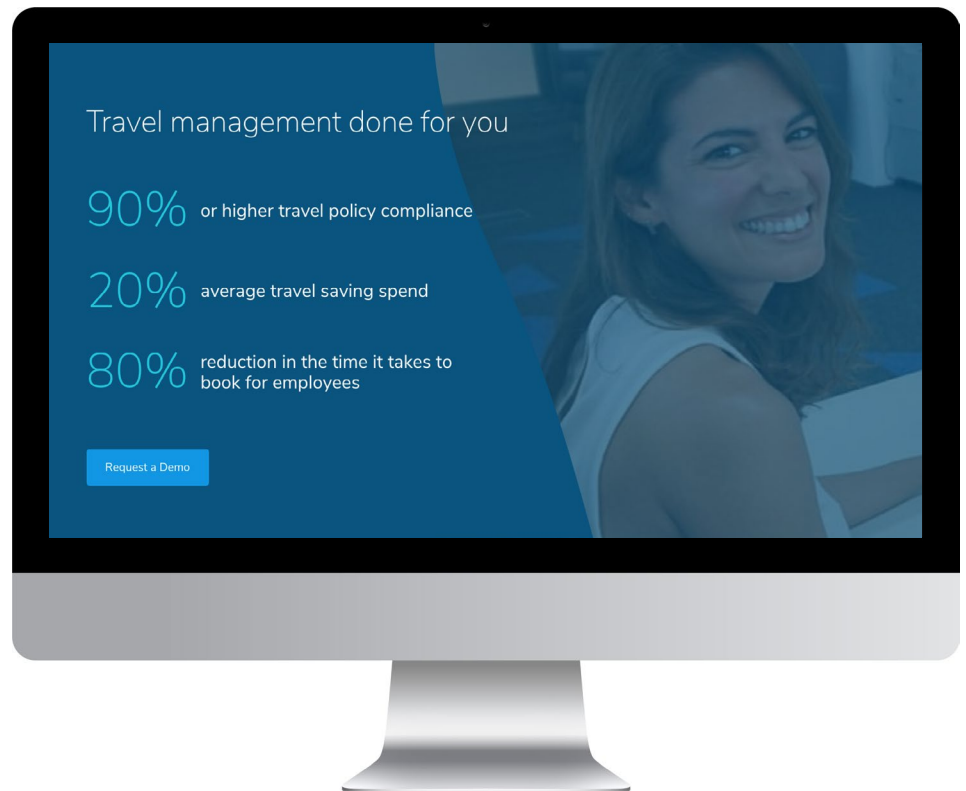 Travel management done for you
90% or higher travel policy compliance
20% average travel saving spend
80% reduction in the time it takes to
book for employees
Request a Demo